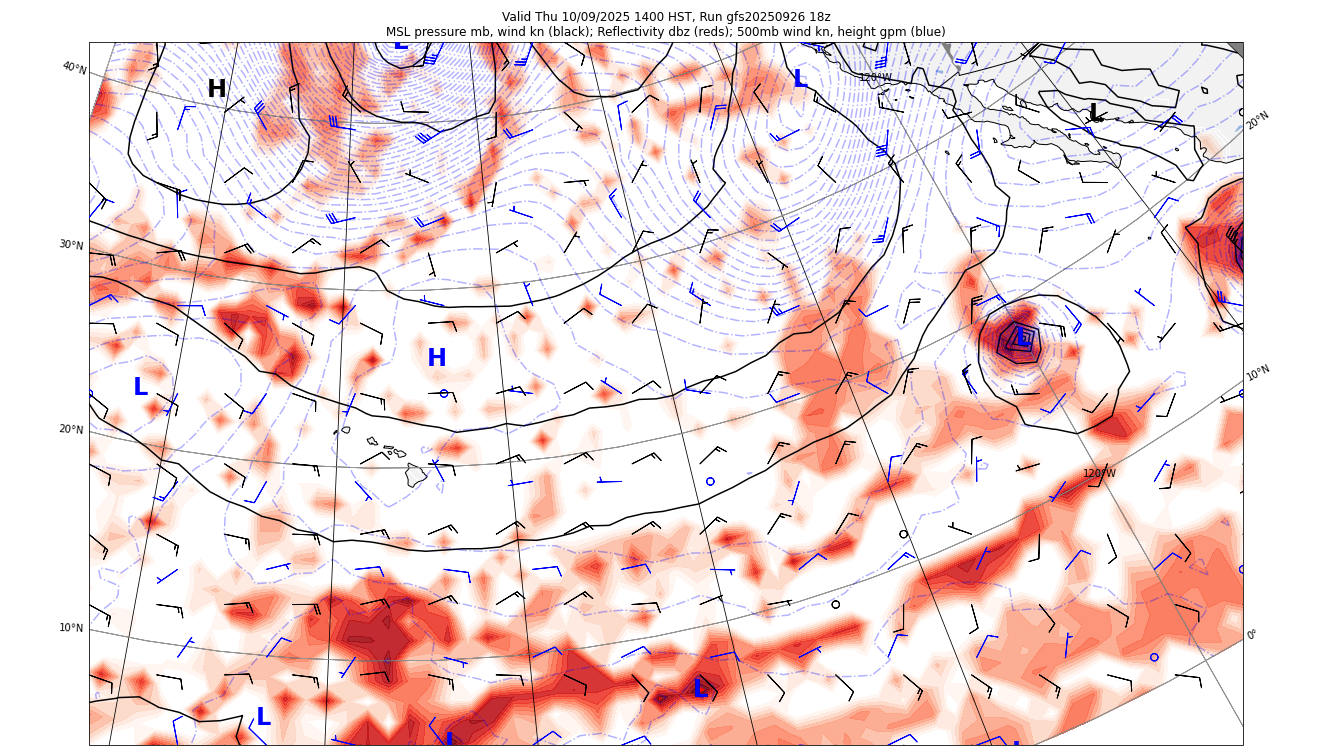 Valid Thu 10/09/2025 1400 HST, Run gfs20250926 18z
MSL pressure mb, wind kn (black); Reflectivity dbz (reds); 500mb wind kn, height gpm (blue)
L
40°N
120°W
L
H
L
20°N
30°N
L
H
10°N
L
20°N
120°W
10°N
0°
L
L
L
L